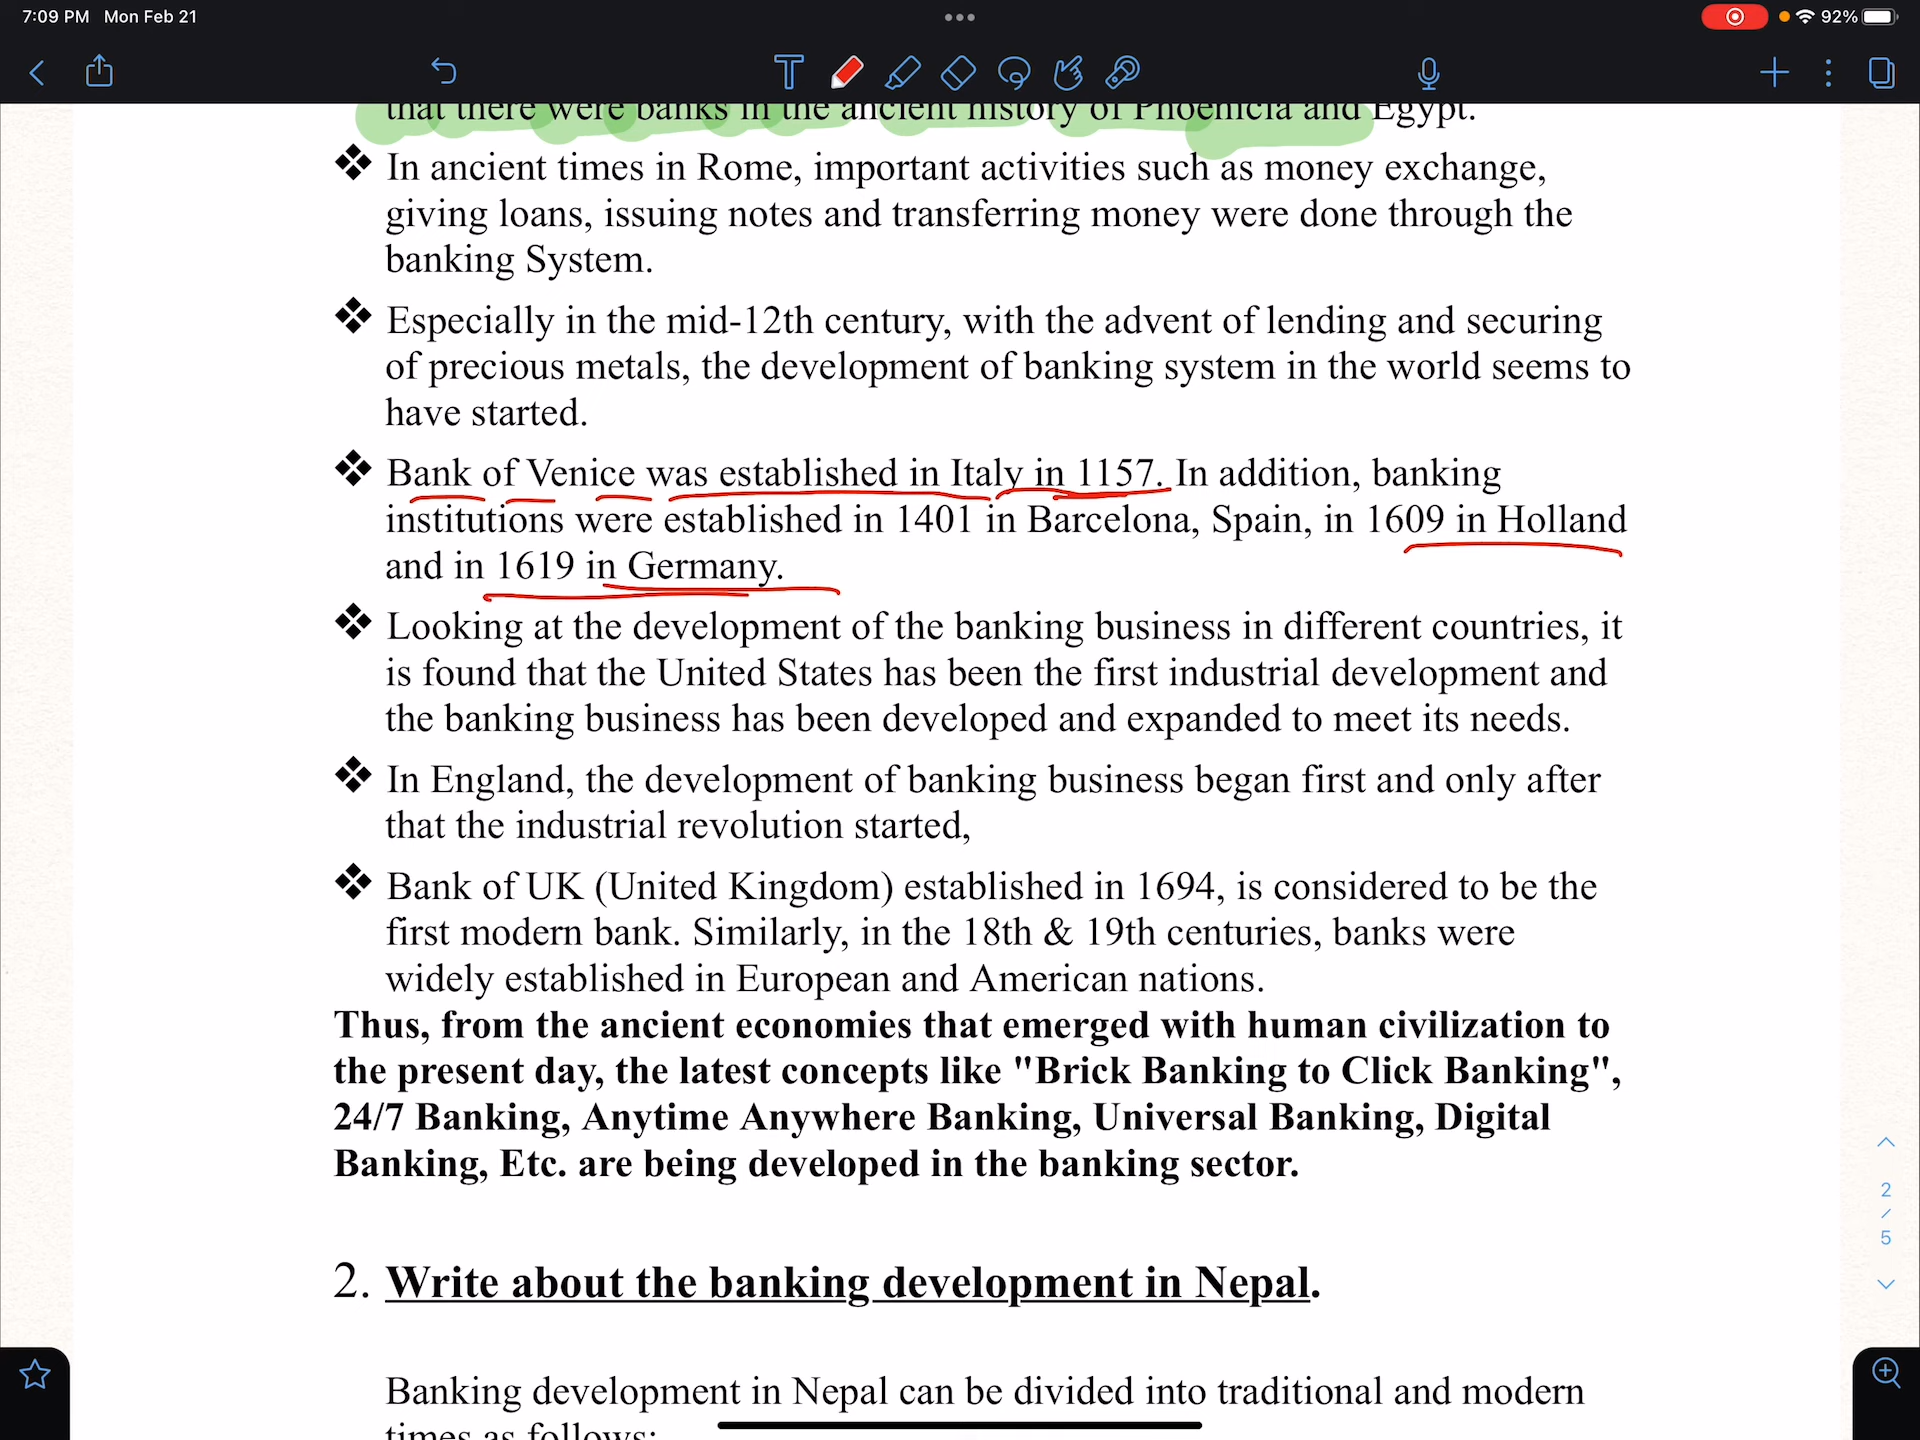 7:09 PM Mon Feb 21
92%
that there were banks in the ancient history of Phoenicia and Egypt.
❖ In ancient times in Rome, important activities such as money exchange,
giving loans, issuing notes and transferring money were done through the
banking System.
❖ Especially in the mid-12th century, with the advent of lending and securing
of precious metals, the development of banking system in the world seems to
have started.
❖ Bank of Venice was established in Italy in 1157. In addition, banking
institutions were established in 1401 in Barcelona, Spain, in 1609 in Holland
and in 1619 in Germany.
❖ Looking at the development of the banking business in different countries, it
is found that the United States has been the first industrial development and
the banking business has been developed and expanded to meet its needs.
❖ In England, the development of banking business began first and only after
that the industrial revolution started,
❖ Bank of UK (United Kingdom) established in 1694, is considered to be the
first modern bank. Similarly, in the 18th & 19th centuries, banks were
widely established in European and American nations.
Thus, from the ancient economies that emerged with human civilization to
the present day, the latest concepts like "Brick Banking to Click Banking",
24/7 Banking, Anytime Anywhere Banking, Universal Banking, Digital
Banking, Etc. are being developed in the banking sector.
2
/
5
2. Write about the banking development in Nepal.
Banking development in Nepal can be divided into traditional and modern
times as follows: